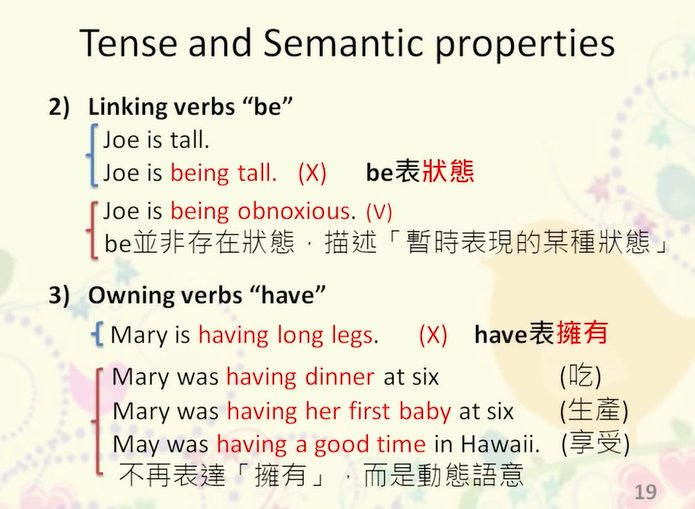 Tense and Semantic properties
2) Linking verbs “be”
Joe is tall.
Joe is being tall. (X) be表狀態
Joe is being obnoxious. (V)
be並非存在狀態，描述「暫時表現的某種狀態」
3) Owning verbs “have”
Mary is having long legs. (X) have表擁有
Mary was having dinner at six (吃)
Mary was having her first baby at six (生產)
May was having a good time in Hawaii. (享受)
不再表達「擁有」，而是動態語意
19